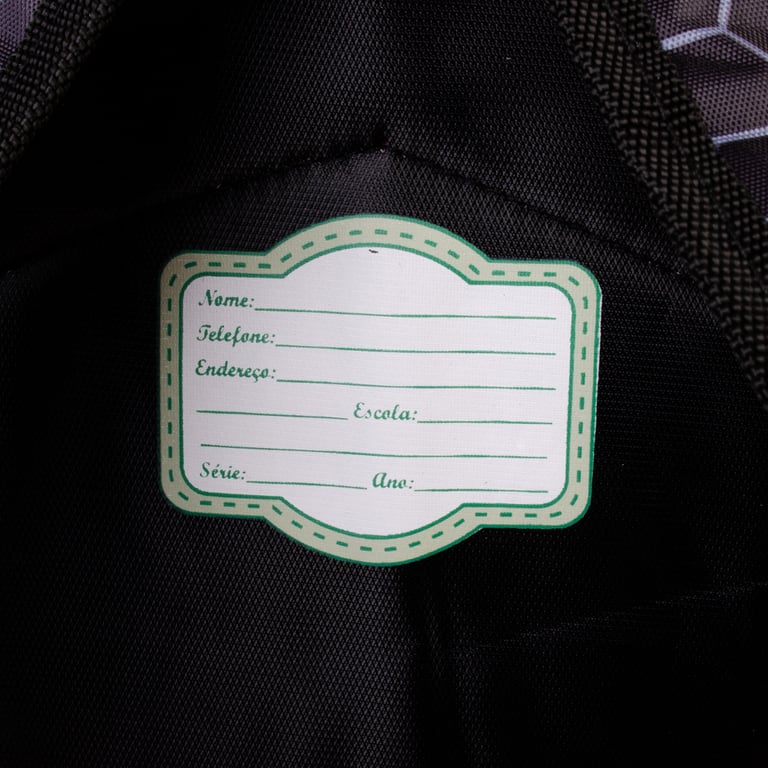 Nome:
Telefone:
Endereço:
Escola:
Série: Ano: